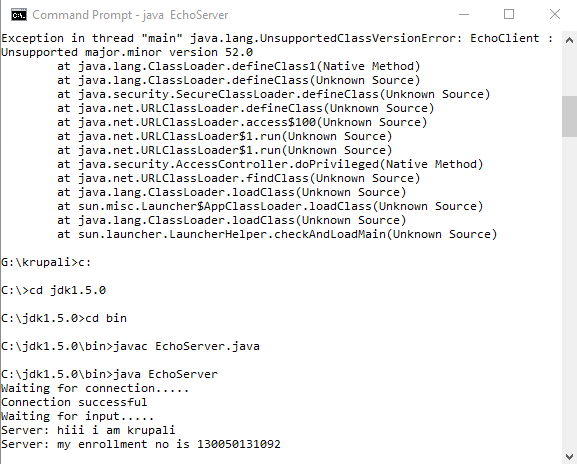 Command Prompt - java  EchoServer
Exception in thread "main" java.lang.UnsupportedClassVersionError: EchoClient :
Unsupported major.minor version 52.0
        at java.lang.ClassLoader.defineClass1(Native Method)
        at java.lang.ClassLoader.defineClass(Unknown Source)
        at java.security.SecureClassLoader.defineClass(Unknown Source)
        at java.net.URLClassLoader.defineClass(Unknown Source)
        at java.net.URLClassLoader.access$100(Unknown Source)
        at java.net.URLClassLoader$1.run(Unknown Source)
        at java.net.URLClassLoader$1.run(Unknown Source)
        at java.security.AccessController.doPrivileged(Native Method)
        at java.net.URLClassLoader.findClass(Unknown Source)
        at java.lang.ClassLoader.loadClass(Unknown Source)
        at sun.misc.Launcher$AppClassLoader.loadClass(Unknown Source)
        at java.lang.ClassLoader.loadClass(Unknown Source)
        at sun.launcher.LauncherHelper.checkAndLoadMain(Unknown Source)
G:\krupali>c:
C:\>cd jdk1.5.0
C:\jdk1.5.0>cd bin
C:\jdk1.5.0\bin>javac EchoServer.java
C:\jdk1.5.0\bin>java EchoServer
Waiting for connection.....
Connection successful
Waiting for input.....
Server: hiii i am krupali
Server: my enrollment no is 130050131092